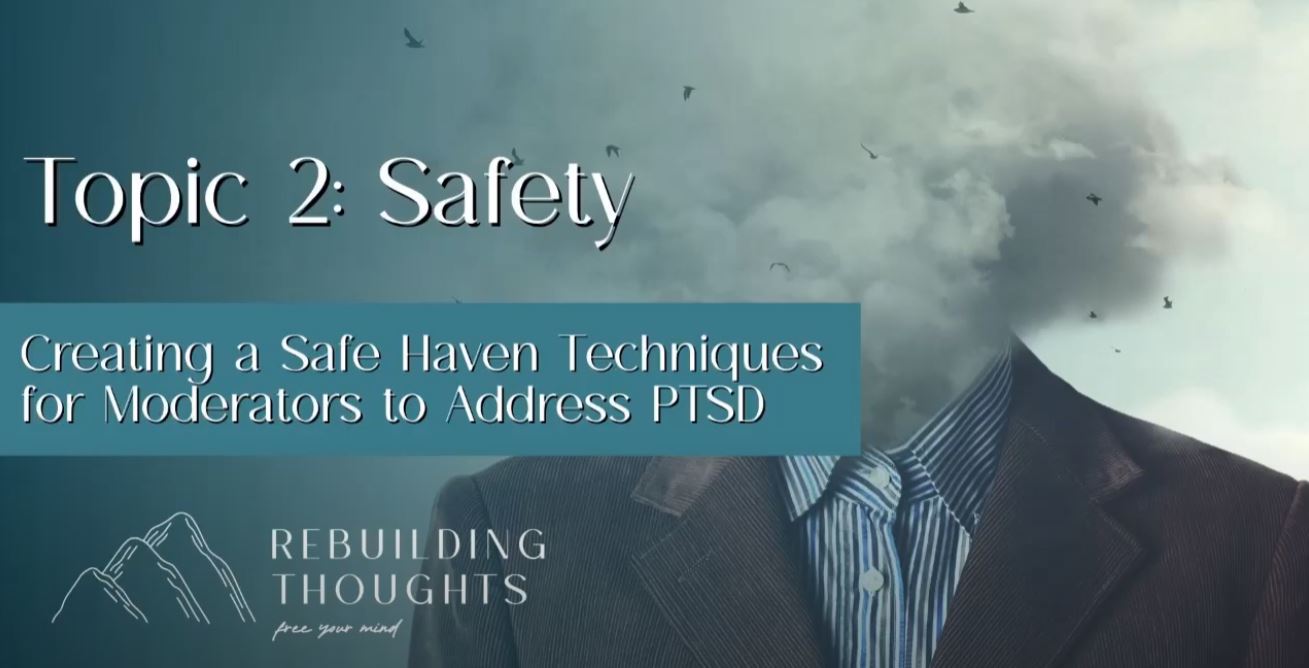 Topic 2: Safety
Creating a Safe Haven Techniques
for Moderators to Address PTSD
REBUILDING
THOUGHTS
free your mind